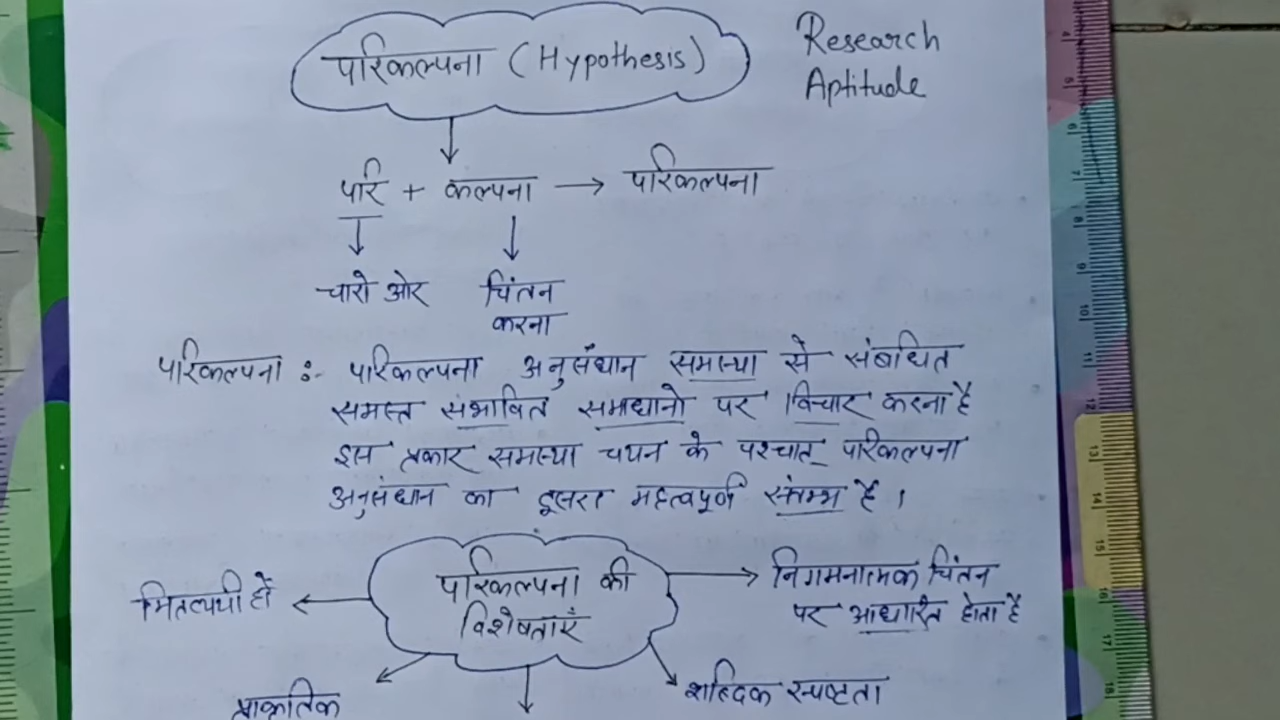 परिकल्पना (Hypothesis)
Research
Aptitude
परि + कल्पना → परिकल्पना
चारो ओर
चिंतन
करना
परिकल्पना :- परिकल्पना अनुसंधान समस्या से संबधित
समस्त संभावित समाधानो पर विचार करना है
इस प्रकार समस्या चयन के पश्चात् परिकल्पना
अनुसंधान का दूसरा महत्वपूर्ण स्तम्भ है ।
परिकल्पना की
विशेषताएँ
मितव्ययी हों
निगमनात्मक चिंतन
पर आधारित होता है
प्राकृतिक
शाब्दिक स्पष्टता